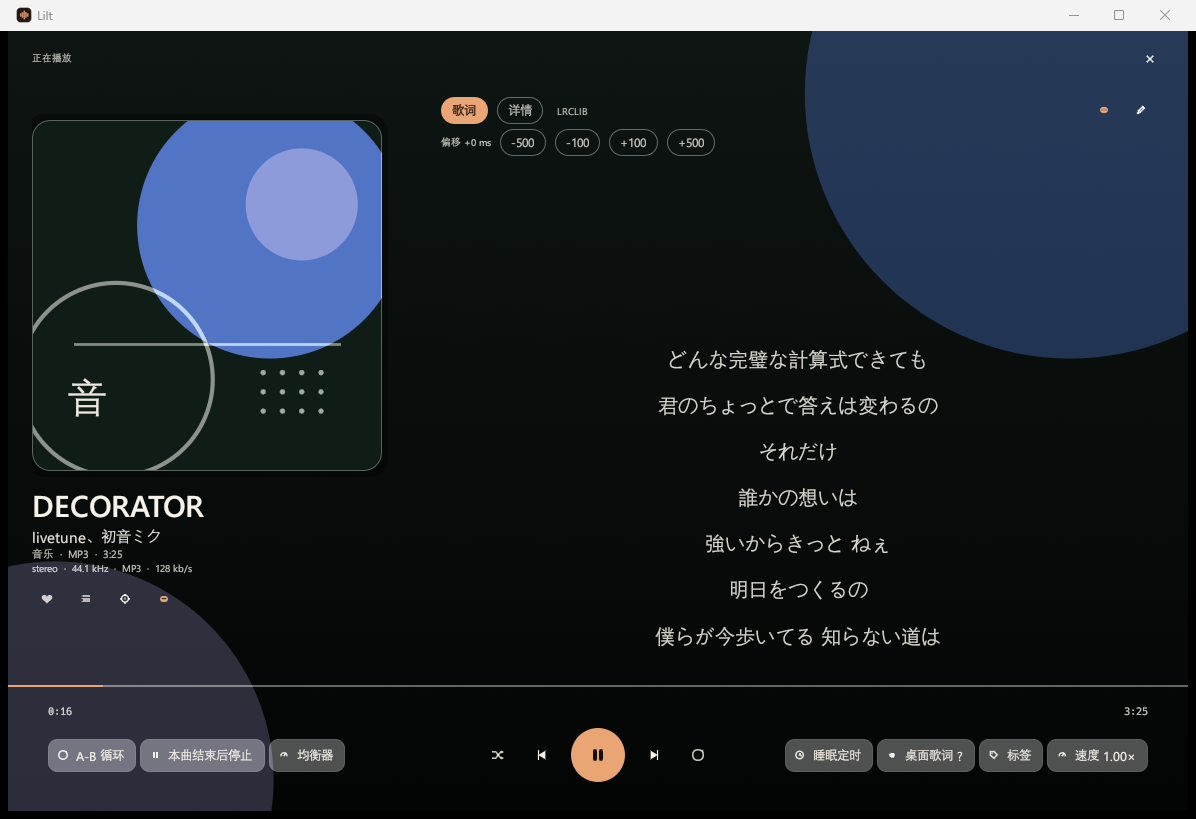 Lilt
正在播放
歌词 详情 LRCLIB
偏移 +0 ms -500 -100 +100 +500
音
どんな完璧な計算式できても
君のちょっとで答えは変わるの
それだけ
誰かの想いは
強いからきっと ねぇ
明日をつくるの
僕らが今歩いてる 知らない道は
DECORATOR
livetune、初音ミク
音乐 · MP3 · 3:25
stereo · 44.1 kHz · MP3 · 128 kb/s
0:16 3:25
A-B 循环 本曲结束后停止 均衡器 睡眠定时 桌面歌词 ? 标签 速度 1.00×